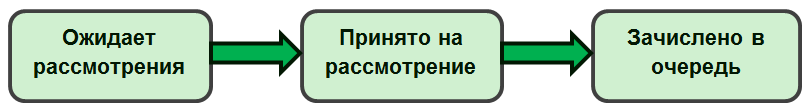 Ожидает
рассмотрения
Принято на
рассмотрение
Зачислено в
очередь